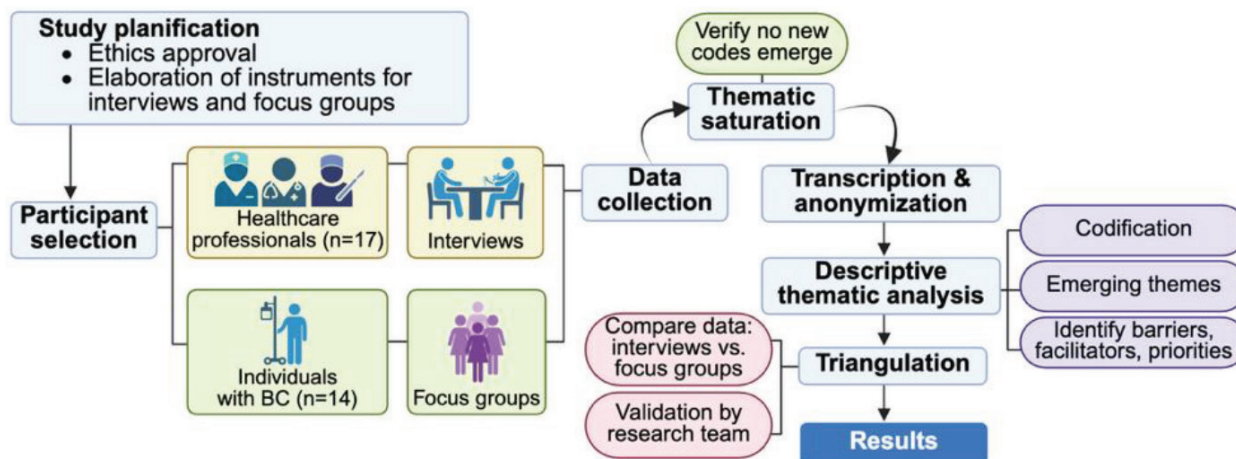 Study planification
• Ethics approval
• Elaboration of instruments for
interviews and focus groups
Participant
selection
Healthcare
professionals (n=17)
Interviews
Individuals
with BC (n=14)
Focus groups
Data
collection
Verify no new
codes emerge
Thematic
saturation
Transcription &
anonymization
Descriptive
thematic analysis
Codification
Emerging themes
Identify barriers,
facilitators, priorities
Triangulation
Compare data:
interviews vs.
focus groups
Validation by
research team
Results